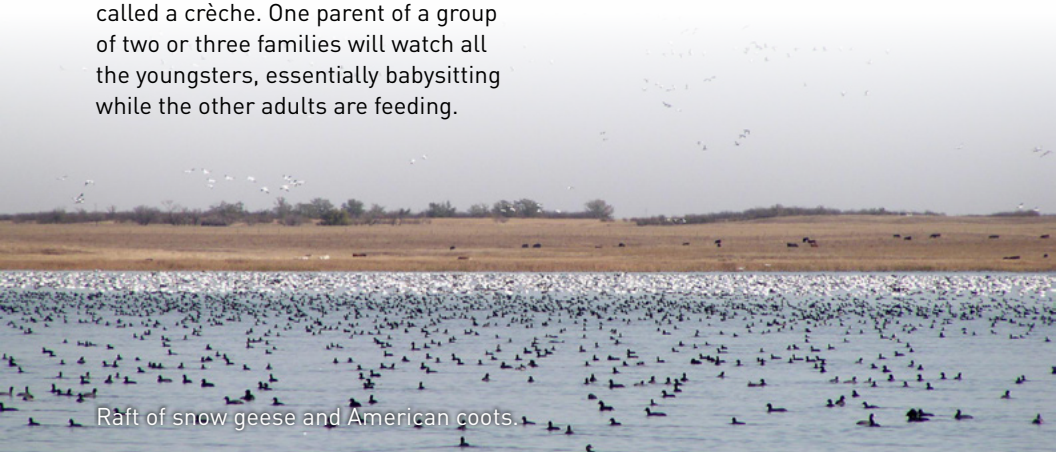 called a crèche. One parent of a group
of two or three families will watch all
the youngsters, essentially babysitting
while the other adults are feeding.
Raft of snow geese and American coots.